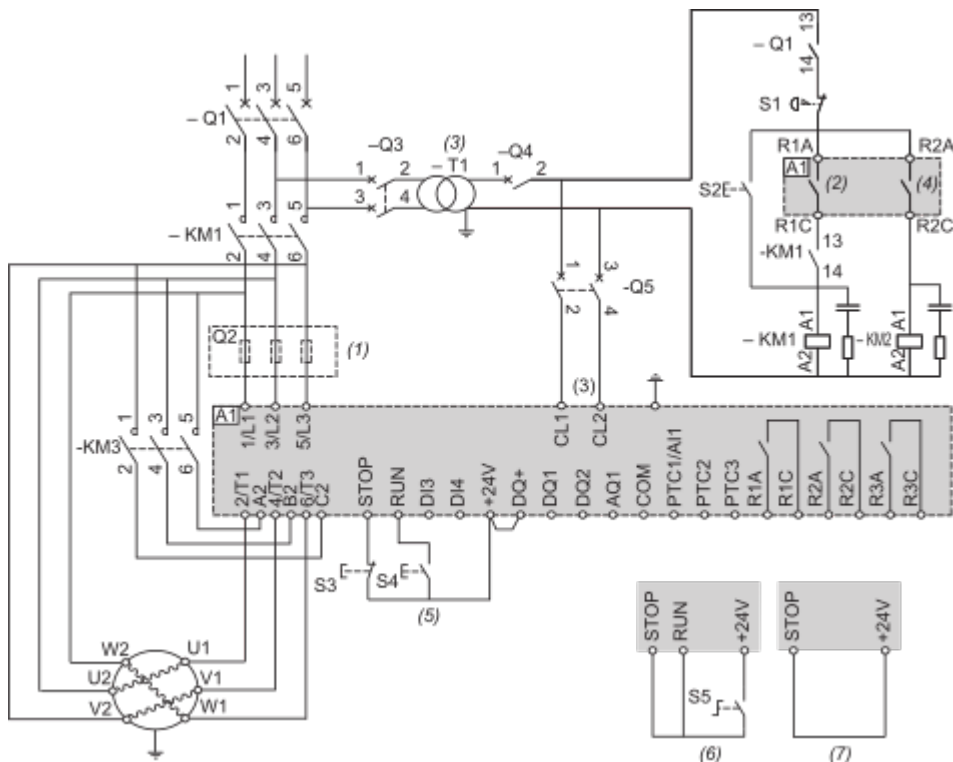 13
– Q1
14
1 3 5
– Q1
2 4 6
S1
–Q3
(3)
– T1
–Q4
1 2
3 4
1 2
R1A R2A
A1
S2
(2) (4)
R1C R2C
1 3 5
– KM1
2 4 6
-KM1
13
14
1 3
-Q5
2 4
A1 A1
– KM1 – KM2
A2 A2
Q2
(1)
(3)
A1
1/L1 3/L2 5/L3 CL1 CL2
1 3 5
-KM3
2 4 6
2/T1 A2 4/T2 B2 6/T3 C2 STOP RUN DI3 DI4 +24V DQ+ DQ1 DQ2 AQ1 COM PTC1/AI1 PTC2 PTC3 R1A R1C R2A R2C R3A R3C
S3 S4
(5)
STOP RUN +24V
STOP +24V
S5
(6) (7)
W2 U1
U2 V1
V2 W1